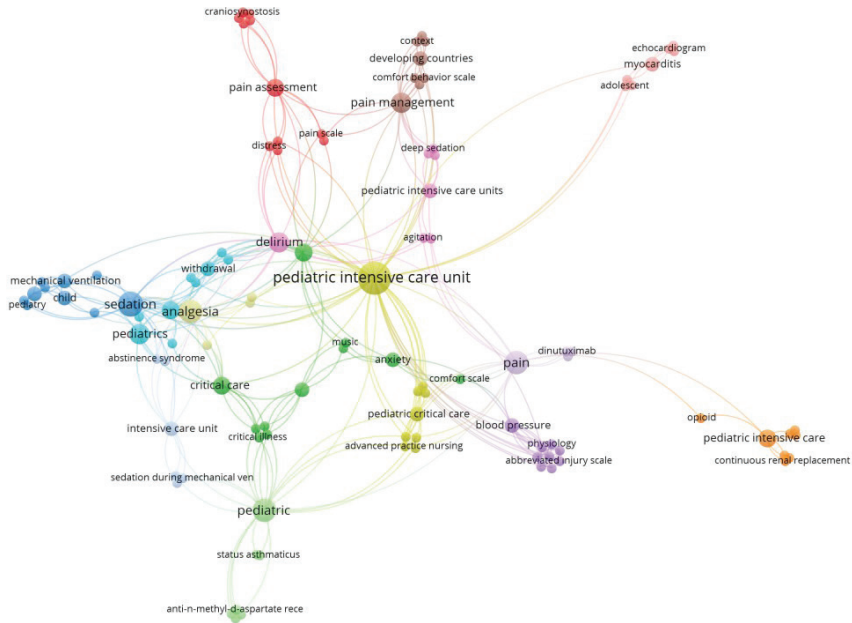 craniosynostosis
context
echocardiogram
developing countries
myocarditis
comfort behavior scale
pain assessment
adolescent
pain management
pain scale
distress
deep sedation
pediatric intensive care units
delirium
agitation
withdrawal
pediatric intensive care unit
mechanical ventilation
child
pediatry
sedation
analgesia
pediatrics
music
abstinence syndrome
anxiety
pain
dinutuximab
critical care
comfort scale
pediatric critical care
opioid
intensive care unit
critical illness
blood pressure
advanced practice nursing
physiology
pediatric intensive care
abbreviated injury scale
continuous renal replacement
sedation during mechanical ven
pediatric
status asthmaticus
anti-n-methyl-d-aspartate rece